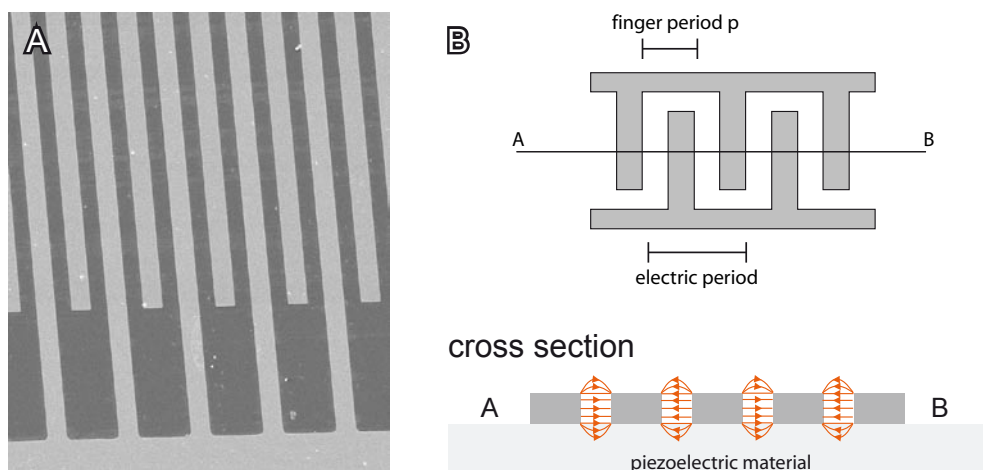 A
B
finger period p
A
B
electric period
cross section
A
B
piezoelectric material